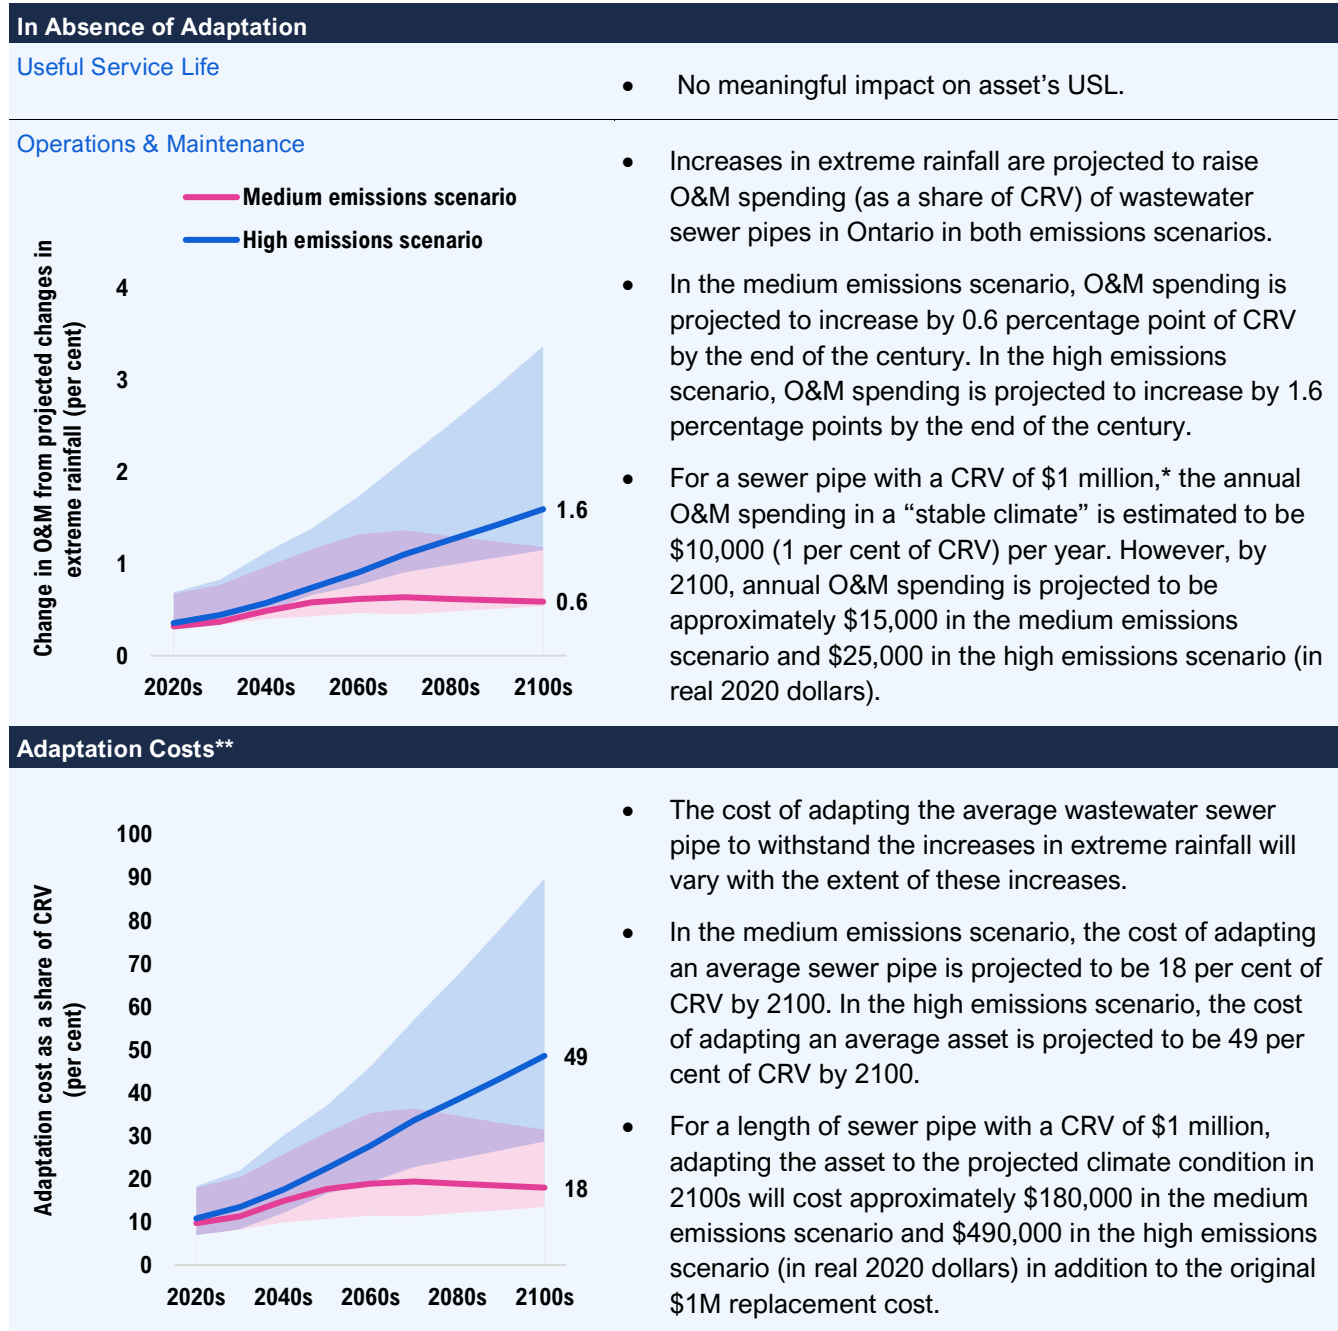 In Absence of Adaptation
Useful Service Life
• No meaningful impact on asset’s USL.
Operations & Maintenance
Medium emissions scenario
High emissions scenario
Change in O&M from projected changes in
extreme rainfall (per cent)
4
3
2
1
0
1.6
0.6
2020s 2040s 2060s 2080s 2100s
• Increases in extreme rainfall are projected to raise
O&M spending (as a share of CRV) of wastewater
sewer pipes in Ontario in both emissions scenarios.
• In the medium emissions scenario, O&M spending is
projected to increase by 0.6 percentage point of CRV
by the end of the century. In the high emissions
scenario, O&M spending is projected to increase by 1.6
percentage points by the end of the century.
• For a sewer pipe with a CRV of $1 million,* the annual
O&M spending in a “stable climate” is estimated to be
$10,000 (1 per cent of CRV) per year. However, by
2100, annual O&M spending is projected to be
approximately $15,000 in the medium emissions
scenario and $25,000 in the high emissions scenario (in
real 2020 dollars).
Adaptation Costs**
Adaptation cost as a share of CRV
(per cent)
100
90
80
70
60
50
40
30
20
10
0
49
18
2020s 2040s 2060s 2080s 2100s
• The cost of adapting the average wastewater sewer
pipe to withstand the increases in extreme rainfall will
vary with the extent of these increases.
• In the medium emissions scenario, the cost of adapting
an average sewer pipe is projected to be 18 per cent of
CRV by 2100. In the high emissions scenario, the cost
of adapting an average asset is projected to be 49 per
cent of CRV by 2100.
• For a length of sewer pipe with a CRV of $1 million,
adapting the asset to the projected climate condition in
2100s will cost approximately $180,000 in the medium
emissions scenario and $490,000 in the high emissions
scenario (in real 2020 dollars) in addition to the original
$1M replacement cost.